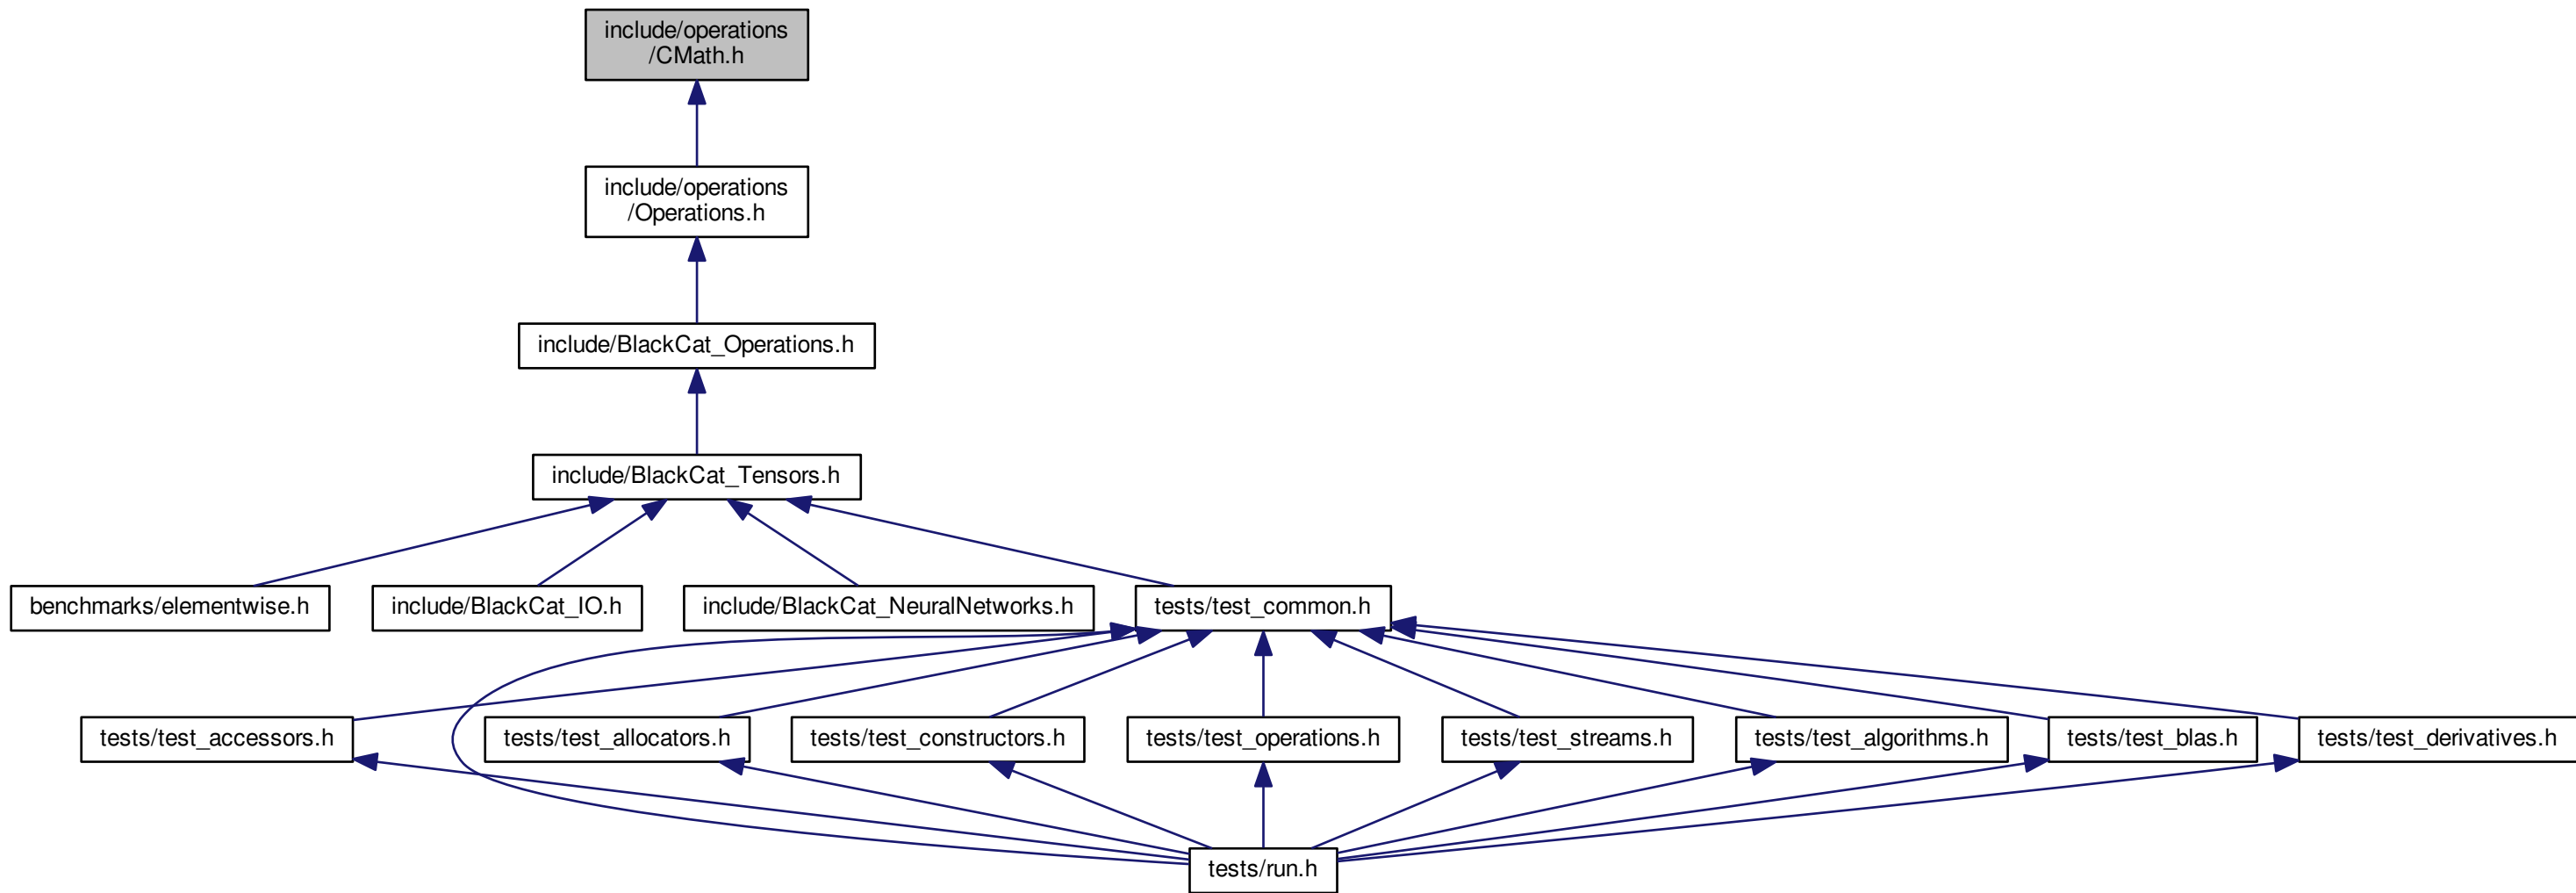 include/operations
/CMath.h
include/operations
/Operations.h
include/BlackCat_Operations.h
include/BlackCat_Tensors.h
benchmarks/elementwise.h
include/BlackCat_IO.h
include/BlackCat_NeuralNetworks.h
tests/test_common.h
tests/test_accessors.h
tests/test_allocators.h
tests/test_constructors.h
tests/test_operations.h
tests/test_streams.h
tests/test_algorithms.h
tests/test_blas.h
tests/test_derivatives.h
tests/run.h